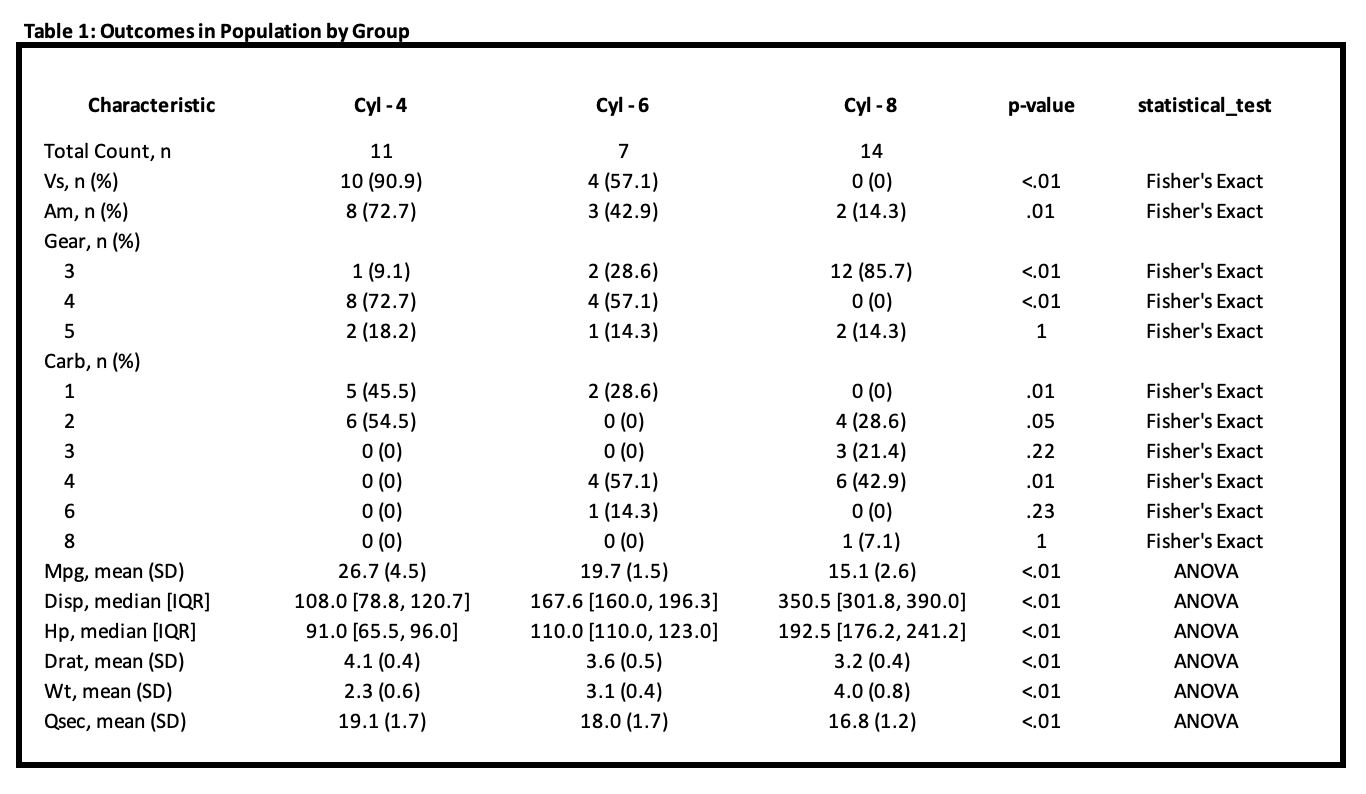 Table 1: Outcomes in Population by Group
Characteristic Cyl - 4 Cyl - 6 Cyl - 8 p-value statistical_test
Total Count, n 11 7 14
Vs, n (%) 10 (90.9) 4 (57.1) 0 (0) <.01 Fisher's Exact
Am, n (%) 8 (72.7) 3 (42.9) 2 (14.3) .01 Fisher's Exact
Gear, n (%)
3 1 (9.1) 2 (28.6) 12 (85.7) <.01 Fisher's Exact
4 8 (72.7) 4 (57.1) 0 (0) <.01 Fisher's Exact
5 2 (18.2) 1 (14.3) 2 (14.3) 1 Fisher's Exact
Carb, n (%)
1 5 (45.5) 2 (28.6) 0 (0) .01 Fisher's Exact
2 6 (54.5) 0 (0) 4 (28.6) .05 Fisher's Exact
3 0 (0) 0 (0) 3 (21.4) .22 Fisher's Exact
4 0 (0) 4 (57.1) 6 (42.9) .01 Fisher's Exact
6 0 (0) 1 (14.3) 0 (0) .23 Fisher's Exact
8 0 (0) 0 (0) 1 (7.1) 1 Fisher's Exact
Mpg, mean (SD) 26.7 (4.5) 19.7 (1.5) 15.1 (2.6) <.01 ANOVA
Disp, median [IQR] 108.0 [78.8, 120.7] 167.6 [160.0, 196.3] 350.5 [301.8, 390.0] <.01 ANOVA
Hp, median [IQR] 91.0 [65.5, 96.0] 110.0 [110.0, 123.0] 192.5 [176.2, 241.2] <.01 ANOVA
Drat, mean (SD) 4.1 (0.4) 3.6 (0.5) 3.2 (0.4) <.01 ANOVA
Wt, mean (SD) 2.3 (0.6) 3.1 (0.4) 4.0 (0.8) <.01 ANOVA
Qsec, mean (SD) 19.1 (1.7) 18.0 (1.7) 16.8 (1.2) <.01 ANOVA